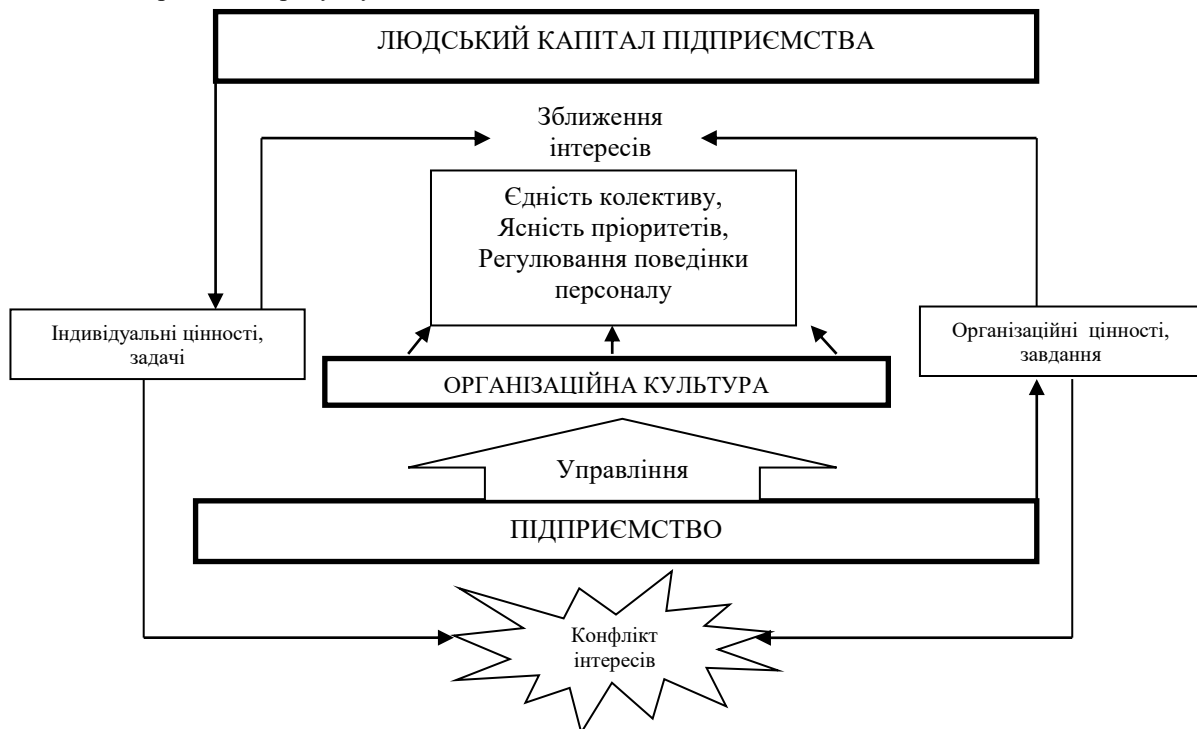 ЛЮДСЬКИЙ КАПІТАЛ ПІДПРИЄМСТВА
Зближення
інтересів
Єдність колективу,
Ясність пріоритетів,
Регулювання поведінки
персоналу
Індивідуальні цінності,
задачі
Організаційні цінності,
завдання
ОРГАНІЗАЦІЙНА КУЛЬТУРА
Управління
ПІДПРИЄМСТВО
Конфлікт
інтересів